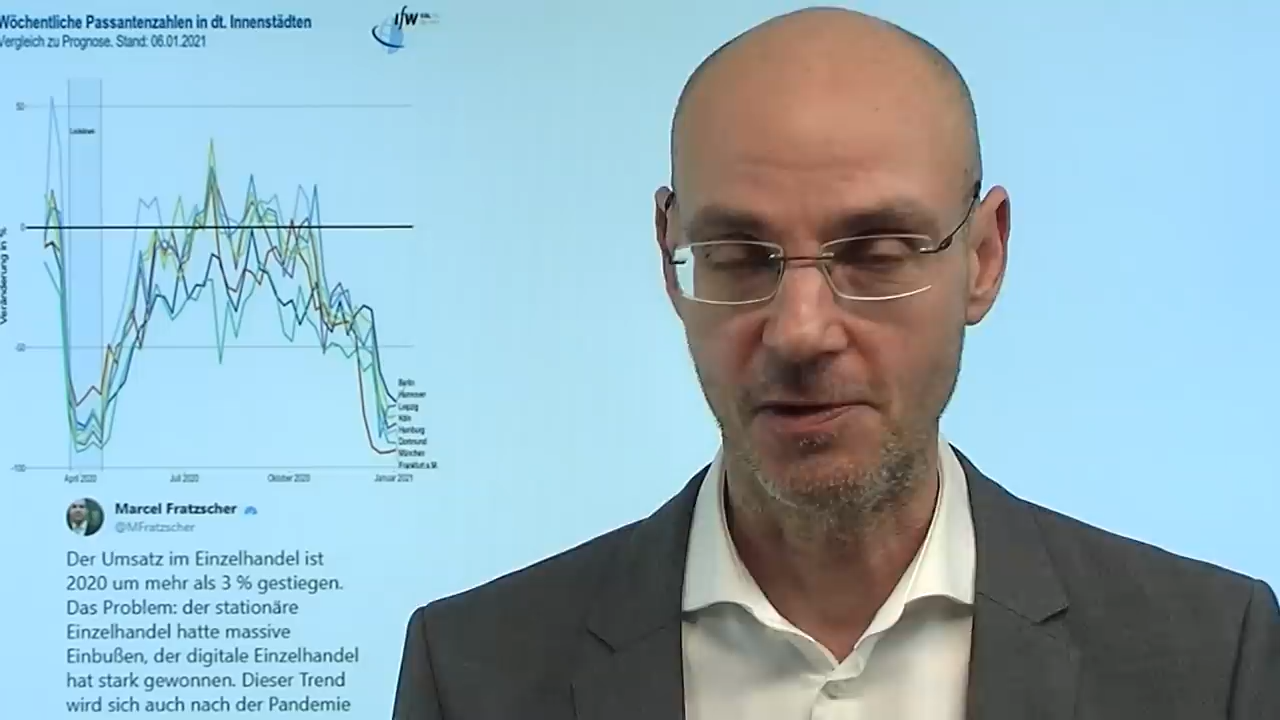 Wöchentliche Passantenzahlen in dt. Innenstädten
Vergleich zu Prognose. Stand: 06.01.2021
ifw
50
Lockdown
0
Veränderung in %
-50
Berlin
Hannover
Leipzig
Köln
Hamburg
Dortmund
München
Frankfurt a.M.
-100
April 2020 Juli 2020 Oktober 2020 Januar 2021
Marcel Fratzscher
@MFratzscher
Der Umsatz im Einzelhandel ist
2020 um mehr als 3 % gestiegen.
Das Problem: der stationäre
Einzelhandel hatte massive
Einbußen, der digitale Einzelhandel
hat stark gewonnen. Dieser Trend
wird sich auch nach der Pandemie